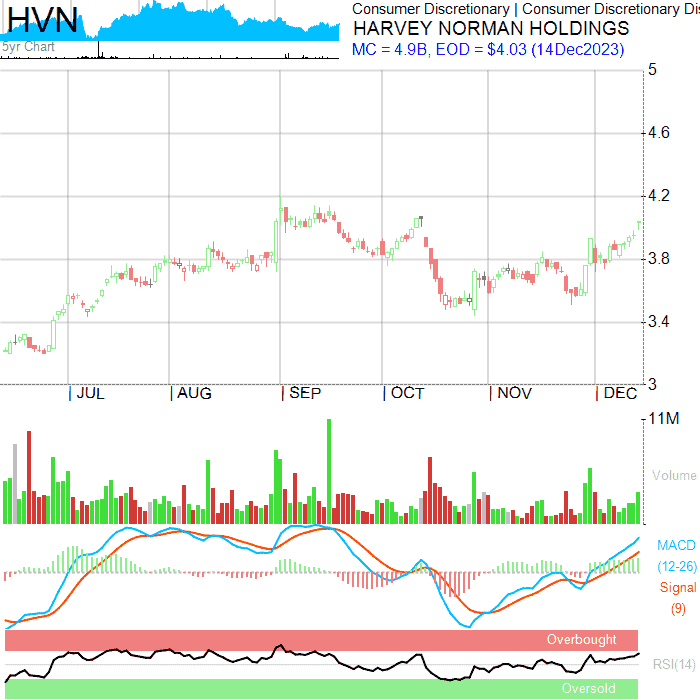 HVN
5yr Chart
Consumer Discretionary | Consumer Discretionary Dis
HARVEY NORMAN HOLDINGS
MC = 4.9B, EOD = $4.03 (14Dec2023)
5
4.6
4.2
3.8
3.4
3
JUL AUG SEP OCT NOV DEC
11M
Volume
MACD
(12-26)
Signal
(9)
Overbought
RSI(14)
Oversold